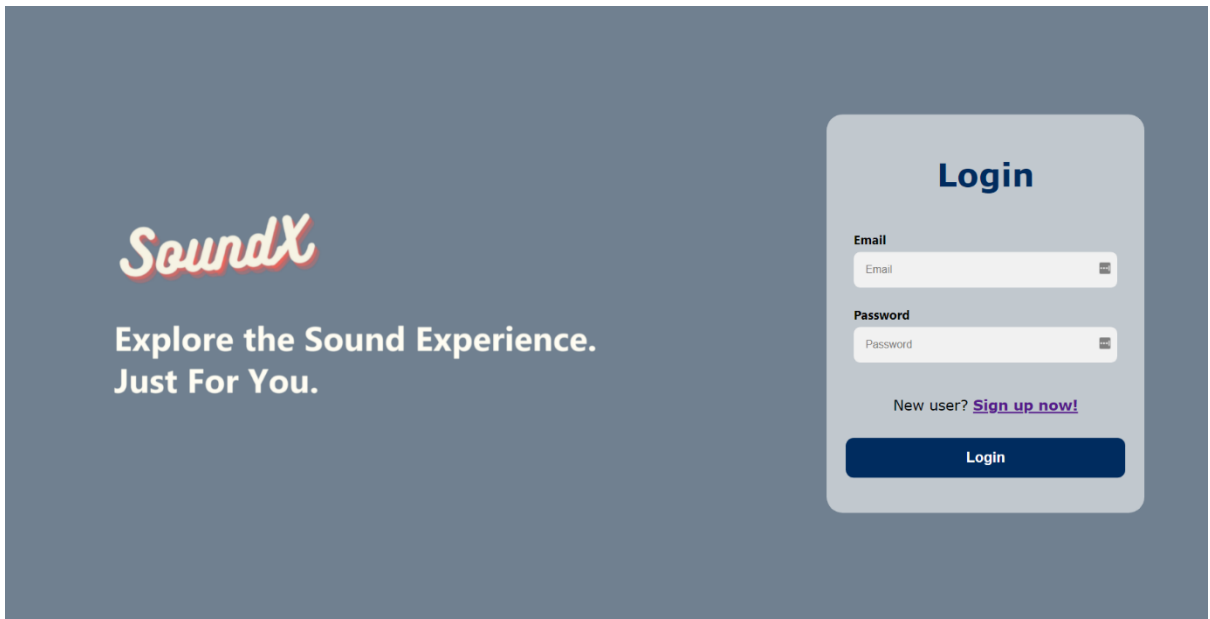 SoundX
Explore the Sound Experience.
Just For You.
Login
Email
Email
Password
Password
New user? Sign up now!
Login